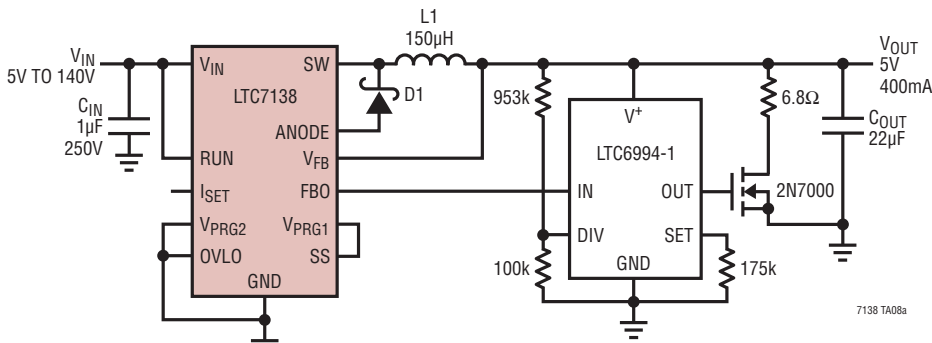 L1
150µH
VIN
5V TO 140V
CIN
1µF
250V
VIN
SW
LTC7138
D1
ANODE
RUN
VFB
ISET
FBO
VPRG2
VPRG1
OVLO
SS
GND
953k
100k
V+
LTC6994-1
IN
OUT
DIV
SET
GND
175k
6.8Ω
2N7000
VOUT
5V
400mA
COUT
22µF
7138 TA08a